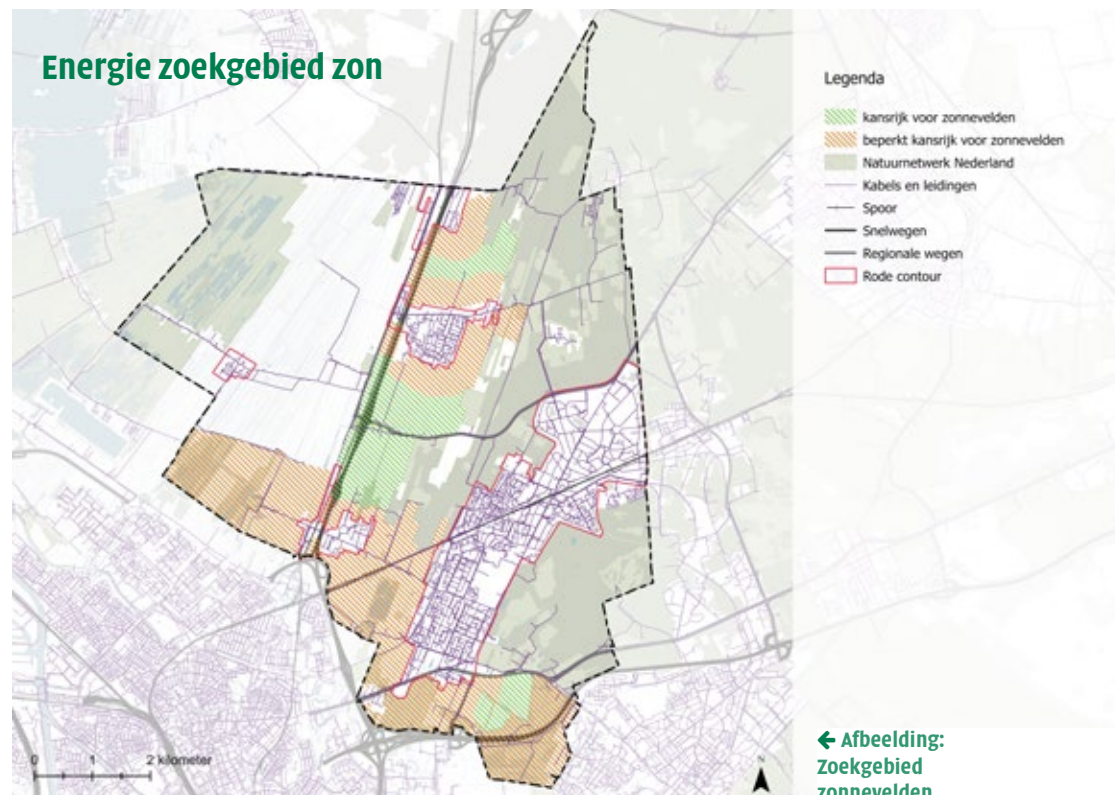 Energie zoekgebied zon
Legenda
kansrijk voor zonnevelden
beperkt kansrijk voor zonnevelden
Natuurnetwerk Nederland
Kabels en leidingen
Spoor
Snelwegen
Regionale wegen
Rode contour
0 1 2 kilometer
N
← Afbeelding:
Zoekgebied
zonnevelden